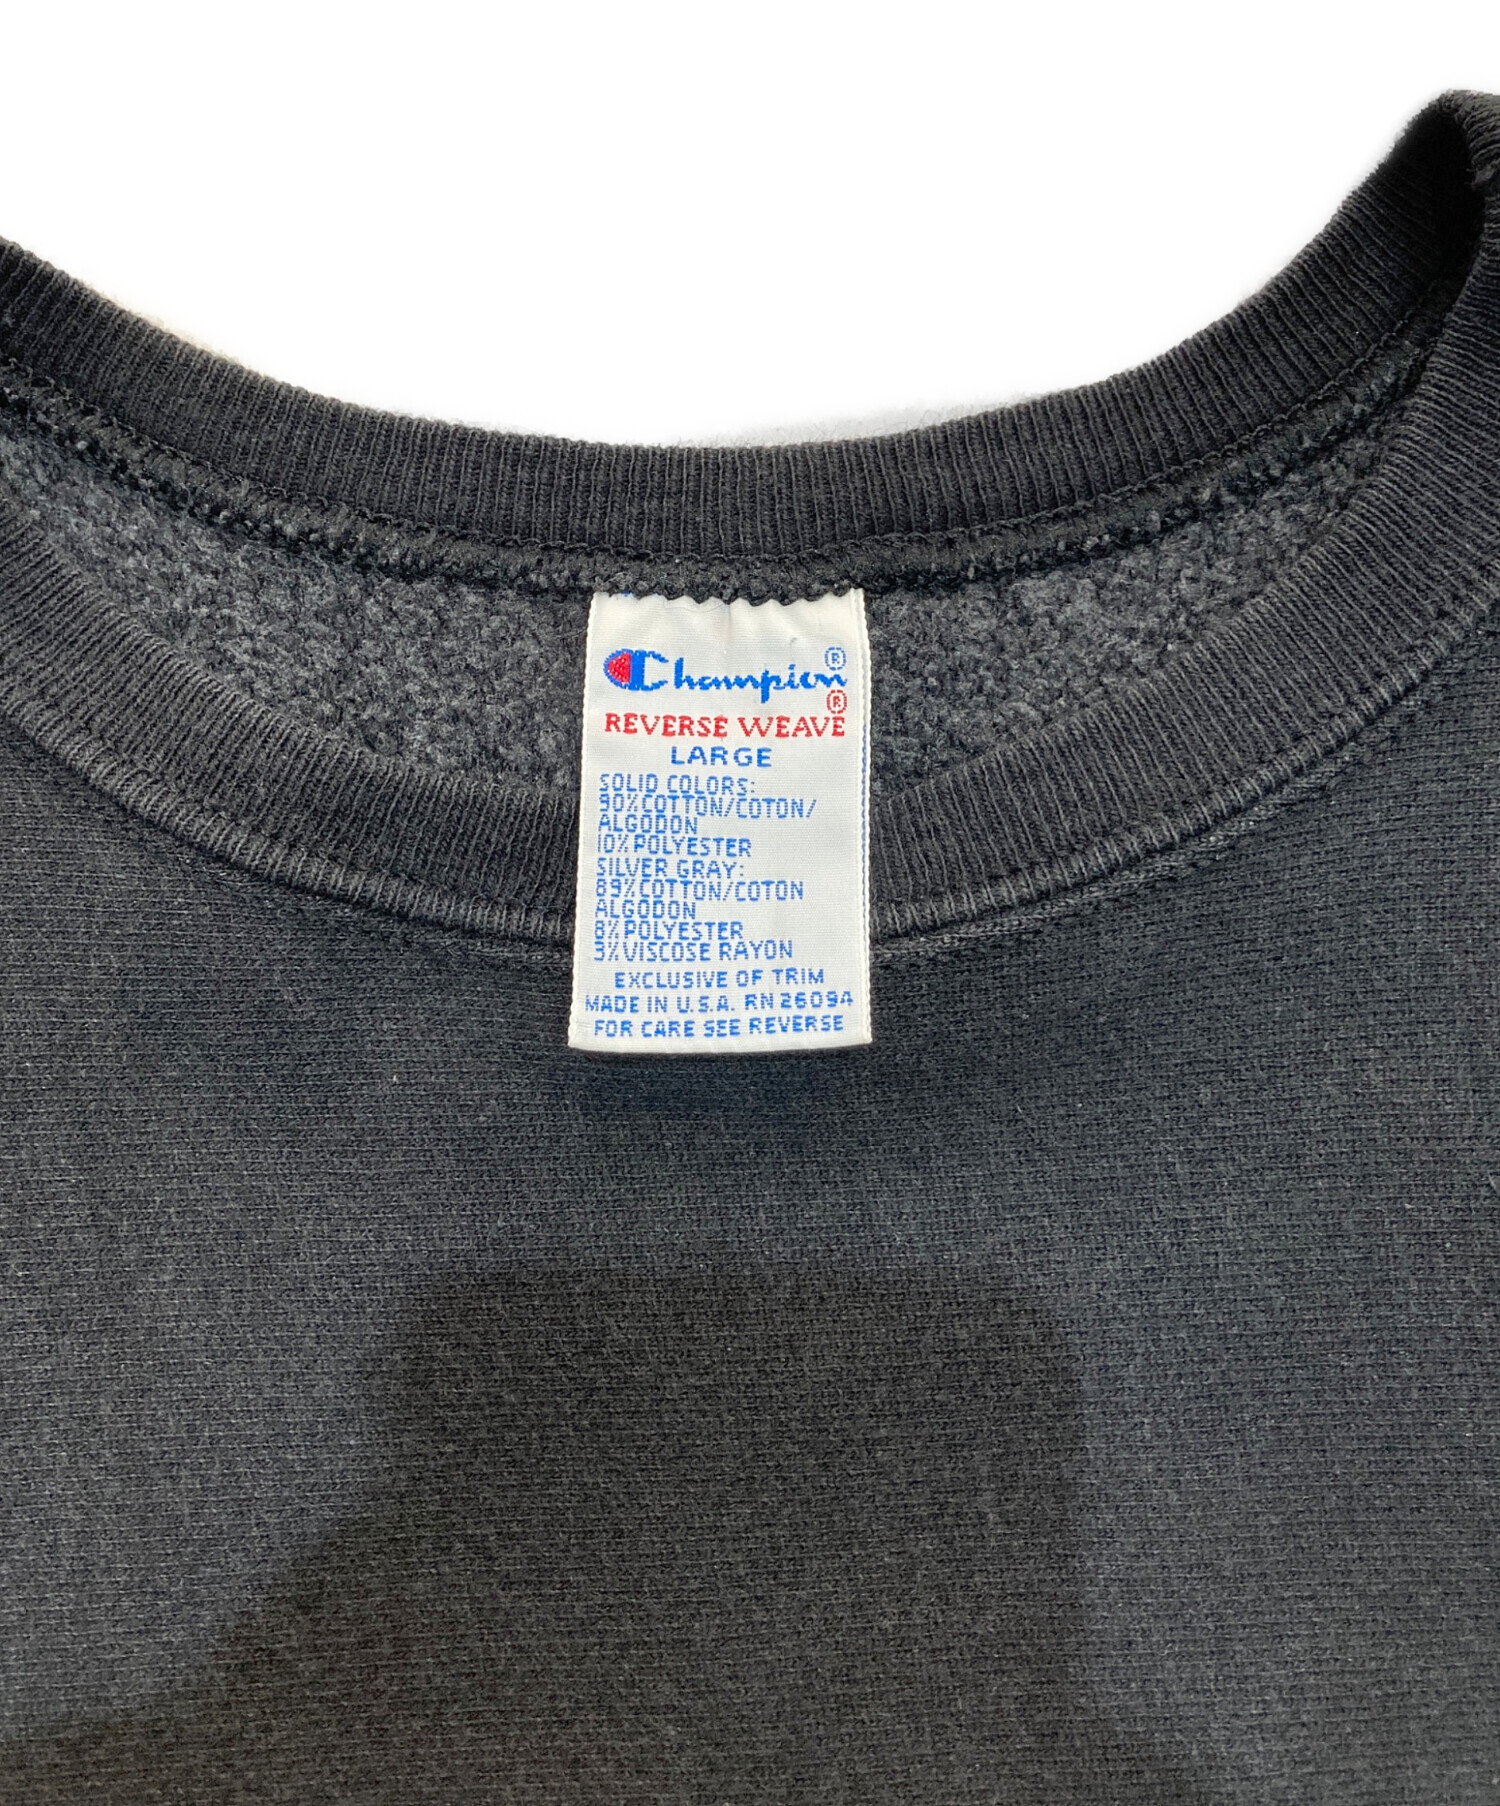 Champion®
REVERSE WEAVE®
LARGE
SOLID COLORS:
90%COTTON/COTON/
ALGODON
10%POLYESTER
SILVER GRAY:
89%COTTON/COTON
ALGODON
8%POLYESTER
3%VISCOSE RAYON
EXCLUSIVE OF TRIM
MADE IN U.S.A. RN 26094
FOR CARE SEE REVERSE